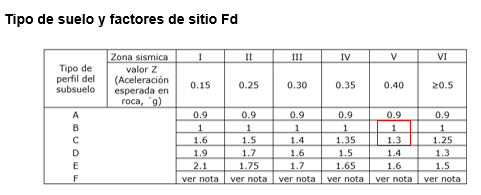 Tipo de suelo y factores de sitio Fd
Tipo de perfil del subsuelo Zona sismica I II III IV V VI
valor Z (Aceleración esperada en roca, ´g) 0.15 0.25 0.30 0.35 0.40 ≥0.5
A 0.9 0.9 0.9 0.9 0.9 0.9
B 1 1 1 1 1 1
C 1.6 1.5 1.4 1.35 1.3 1.25
D 1.9 1.7 1.6 1.5 1.4 1.3
E 2.1 1.75 1.7 1.65 1.6 1.5
F ver nota ver nota ver nota ver nota ver nota ver nota